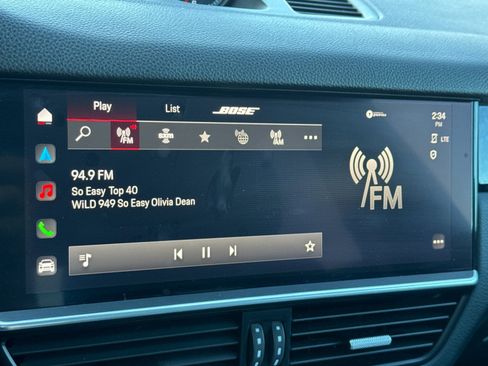 Play
List
BOSE
2:34
PM
FM
sxm
AM
LTE
94.9 FM
So Easy Top 40
WiLD 949 So Easy Olivia Dean
FM